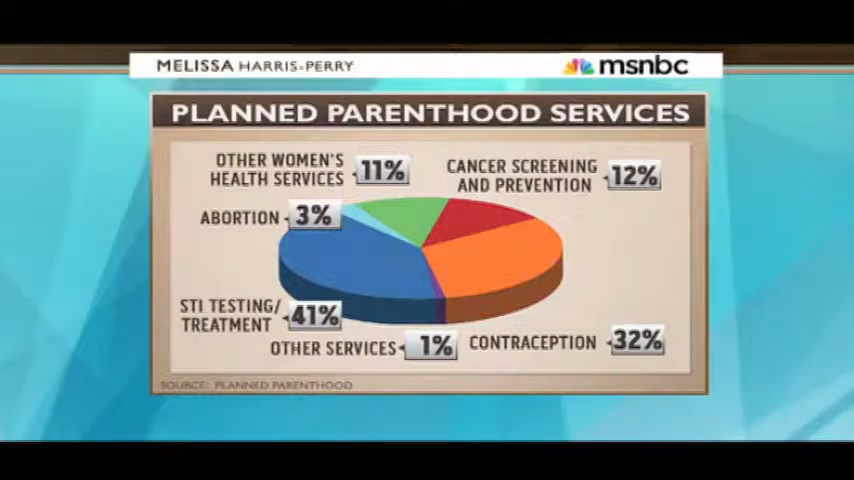 MELISSA HARRIS-PERRY
msnbc
PLANNED PARENTHOOD SERVICES
OTHER WOMEN'S
HEALTH SERVICES
11%
CANCER SCREENING
AND PREVENTION
12%
ABORTION
3%
STI TESTING/
TREATMENT
41%
OTHER SERVICES
1%
CONTRACEPTION
32%
SOURCE: PLANNED PARENTHOOD